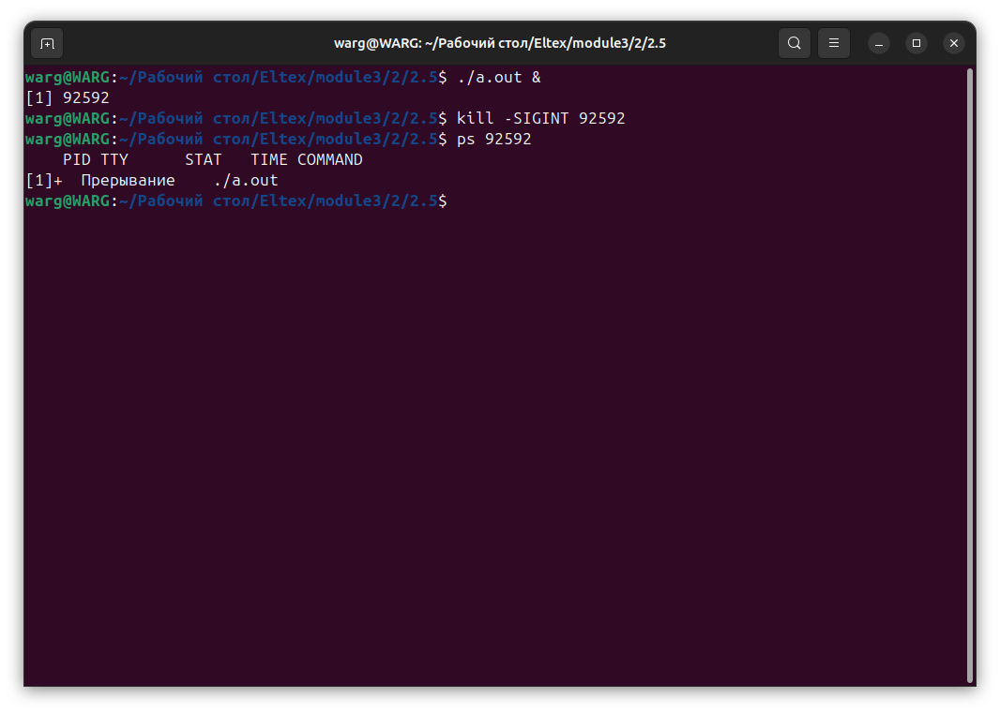 warg@WARG: ~/Рабочий стол/Eltex/module3/2/2.5
warg@WARG:~/Рабочий стол/Eltex/module3/2/2.5$ ./a.out &
[1] 92592
warg@WARG:~/Рабочий стол/Eltex/module3/2/2.5$ kill -SIGINT 92592
warg@WARG:~/Рабочий стол/Eltex/module3/2/2.5$ ps 92592
    PID TTY      STAT   TIME COMMAND
[1]+  Прерывание    ./a.out
warg@WARG:~/Рабочий стол/Eltex/module3/2/2.5$